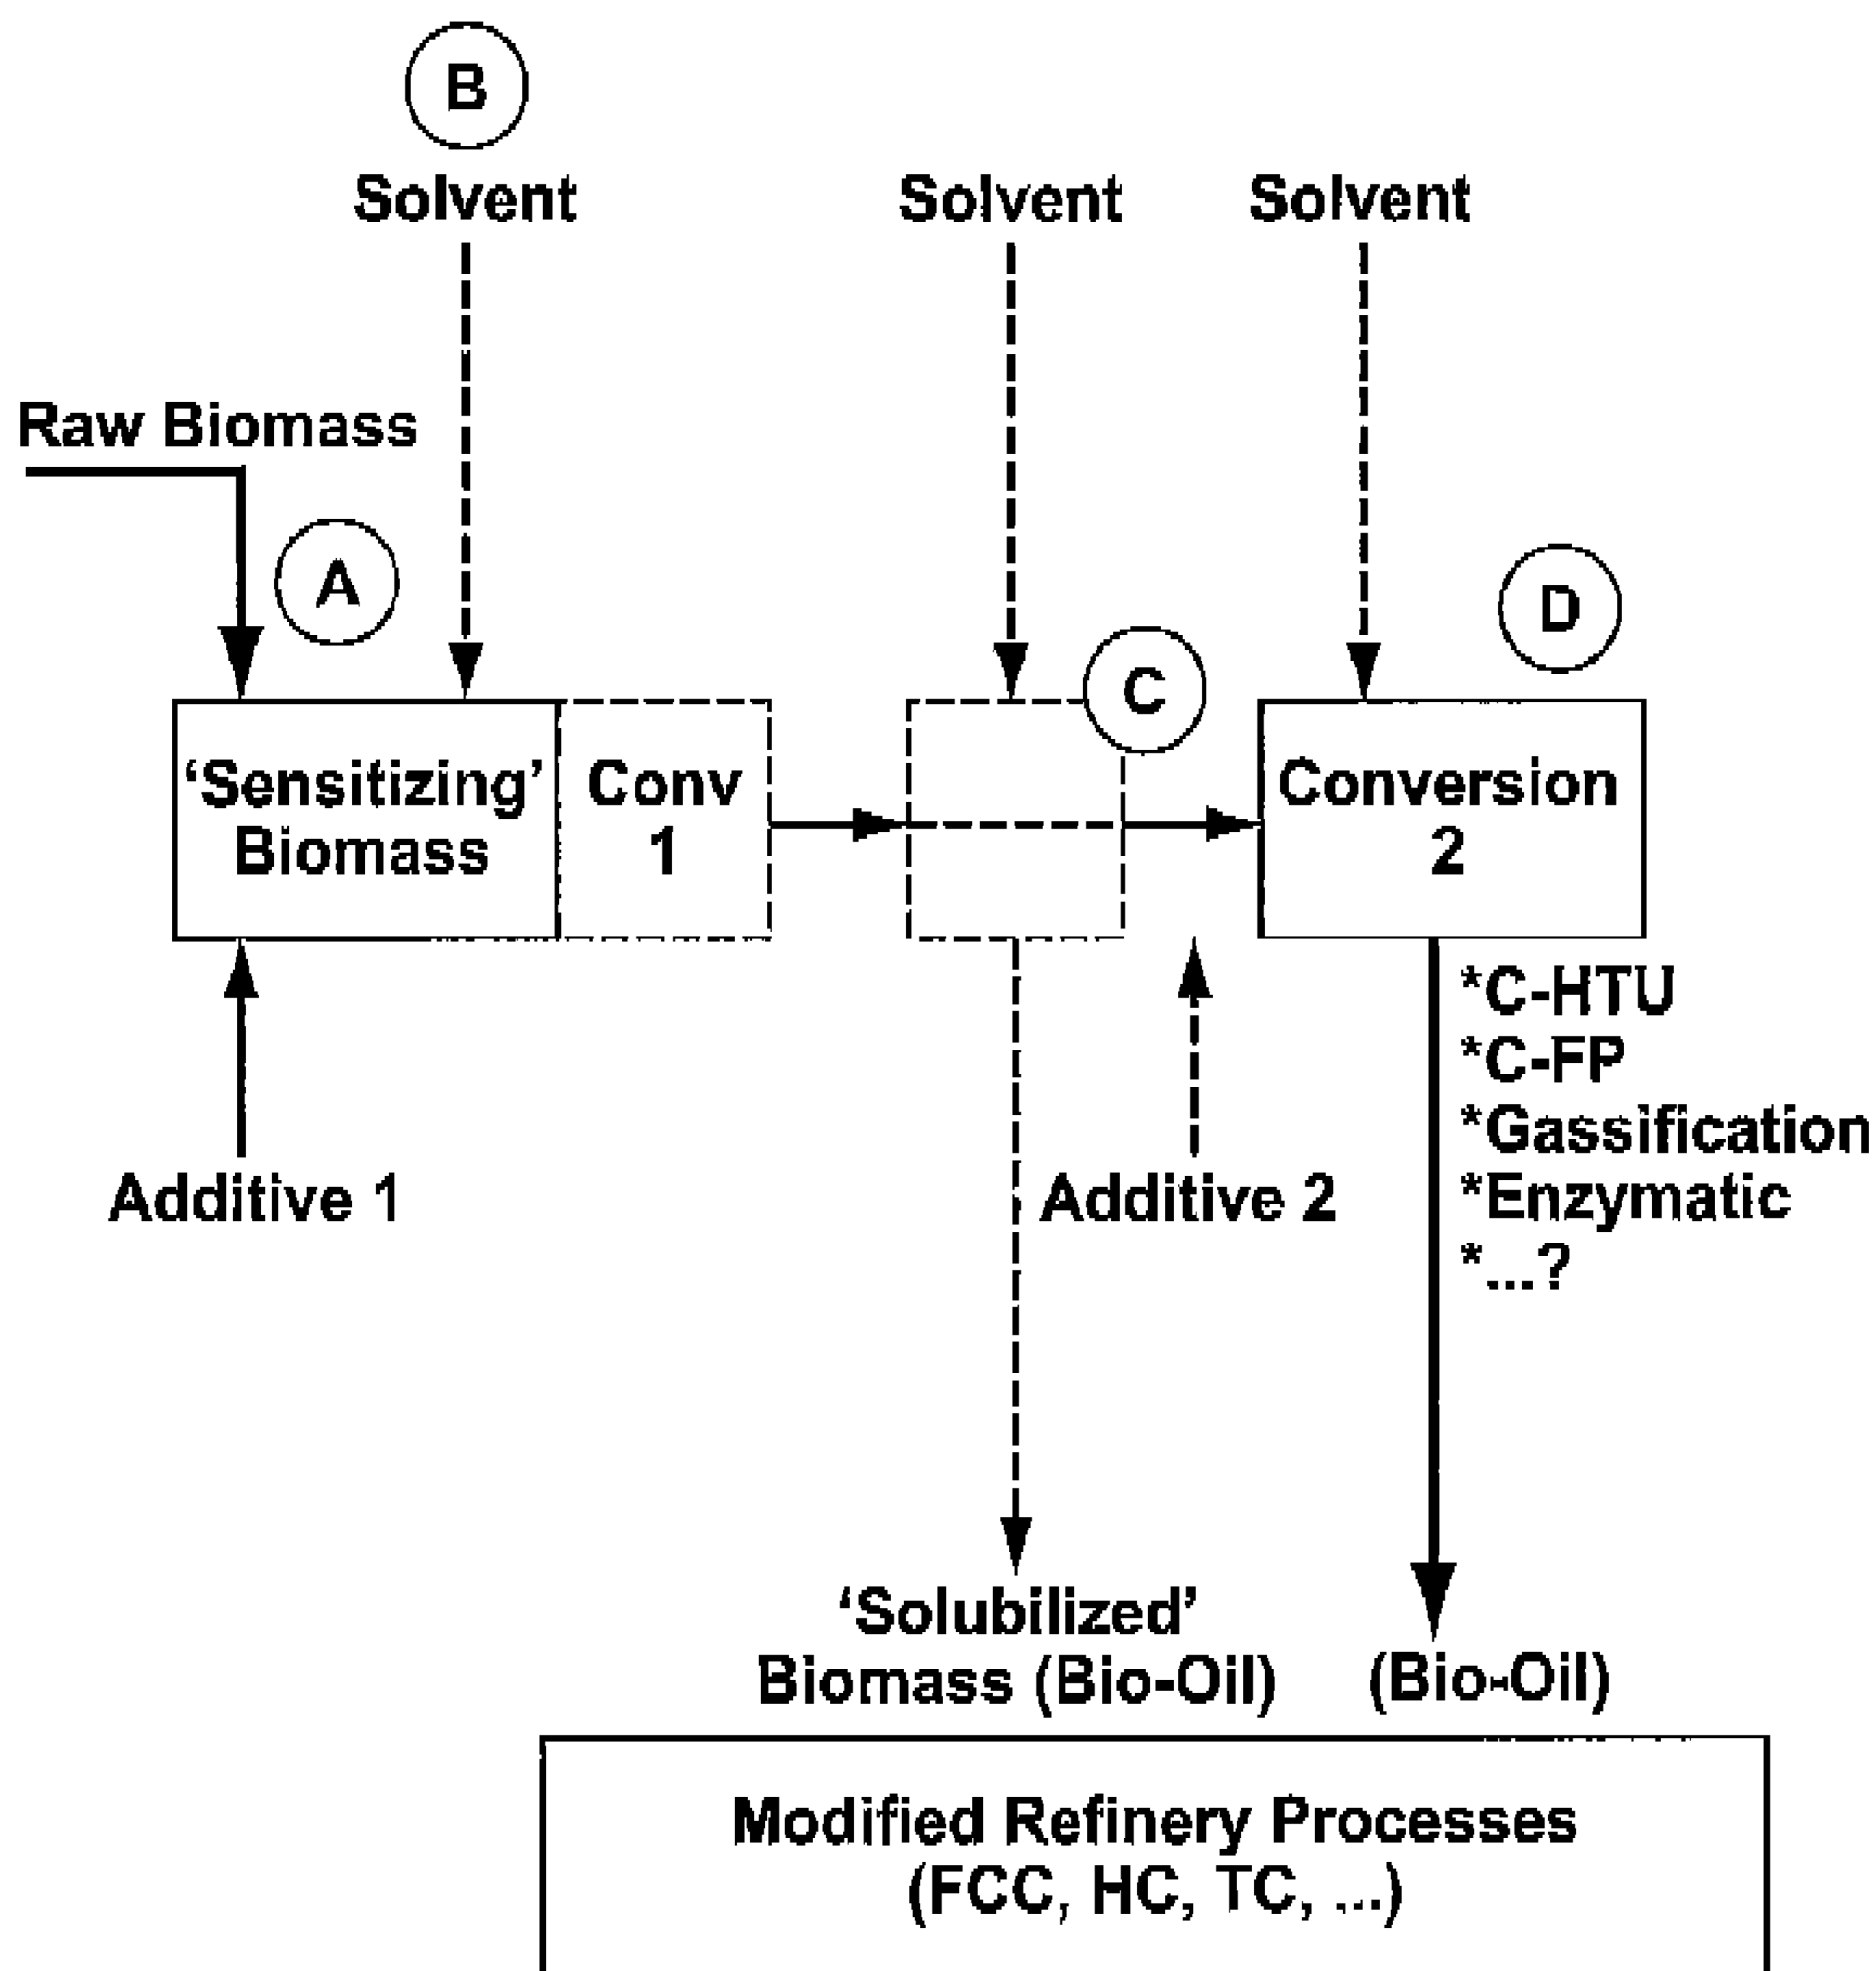 B
Solvent
Solvent
Solvent
Raw Biomass
A
D
C
‘Sensitizing’
Biomass
Conv
1
Conversion
2
*C-HTU
*C-FP
*Gassification
*Enzymatic
*...?
Additive 1
Additive 2
‘Solubilized’
Biomass (Bio-Oil)
(Bio-Oil)
Modified Refinery Processes
(FCC, HC, TC, ...)